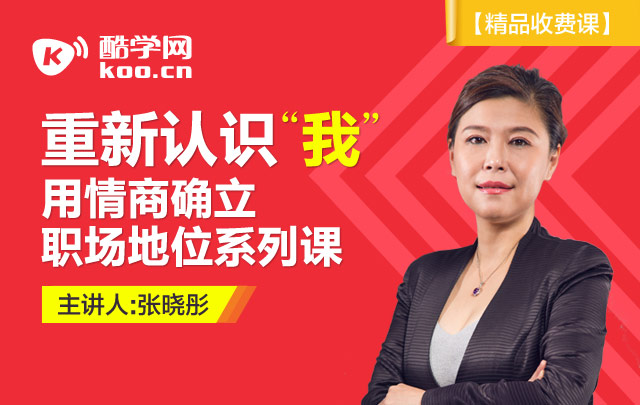 【精品收费课】
酷学网
koo.cn
重新认识“我”
用情商确立
职场地位系列课
主讲人:张晓彤